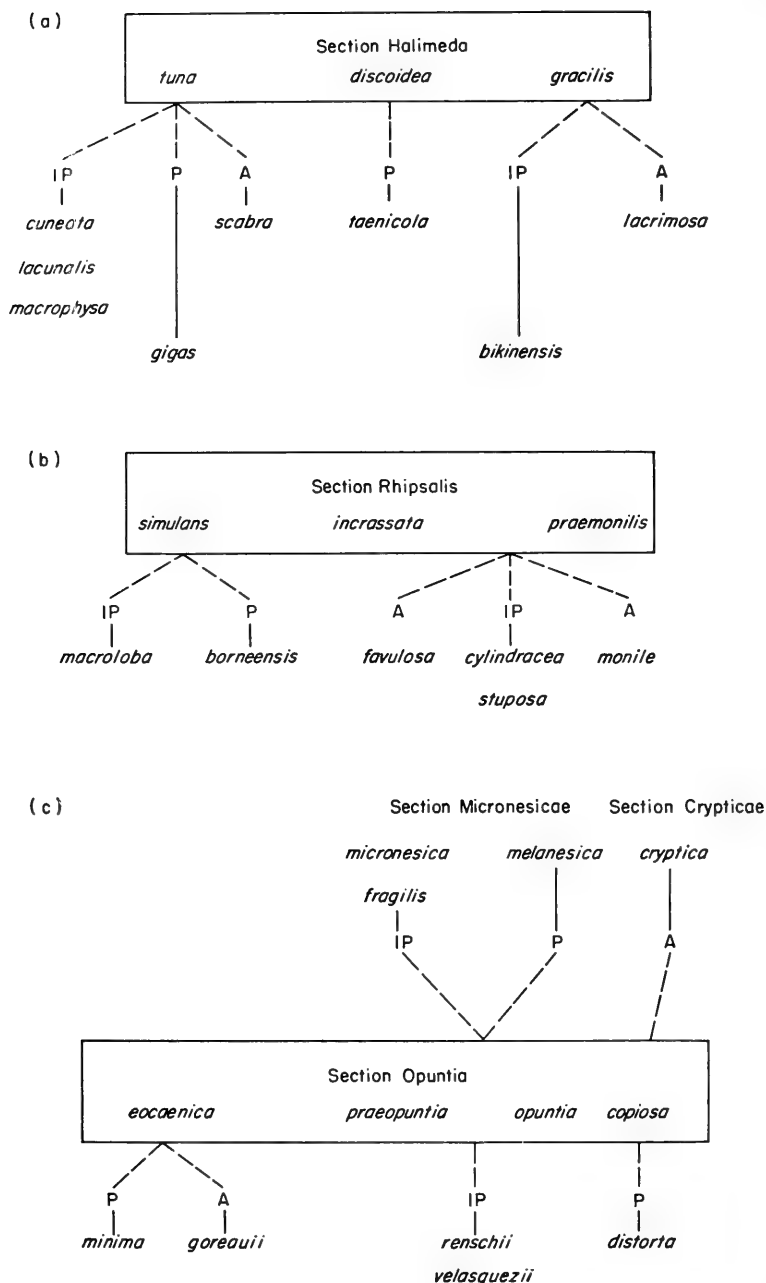 (a)
Section Halimeda
tuna discoidea gracilis
IP P A P IP A
cuneata scabra taenicola lacrimosa
lacunalis
macrophysa
gigas bikinensis
(b)
Section Rhipsalis
simulans incrassata praemonilis
IP P A IP A
macroloba borneensis favulosa cylindracea monile
stuposa
(c)
Section Micronesicae Section Crypticae
micronesica melanesica cryptica
fragilis
IP P A
Section Opuntia
eocaenica praeopuntia opuntia copiosa
P A IP P
minima goreauii renschii distorta
velasquezii